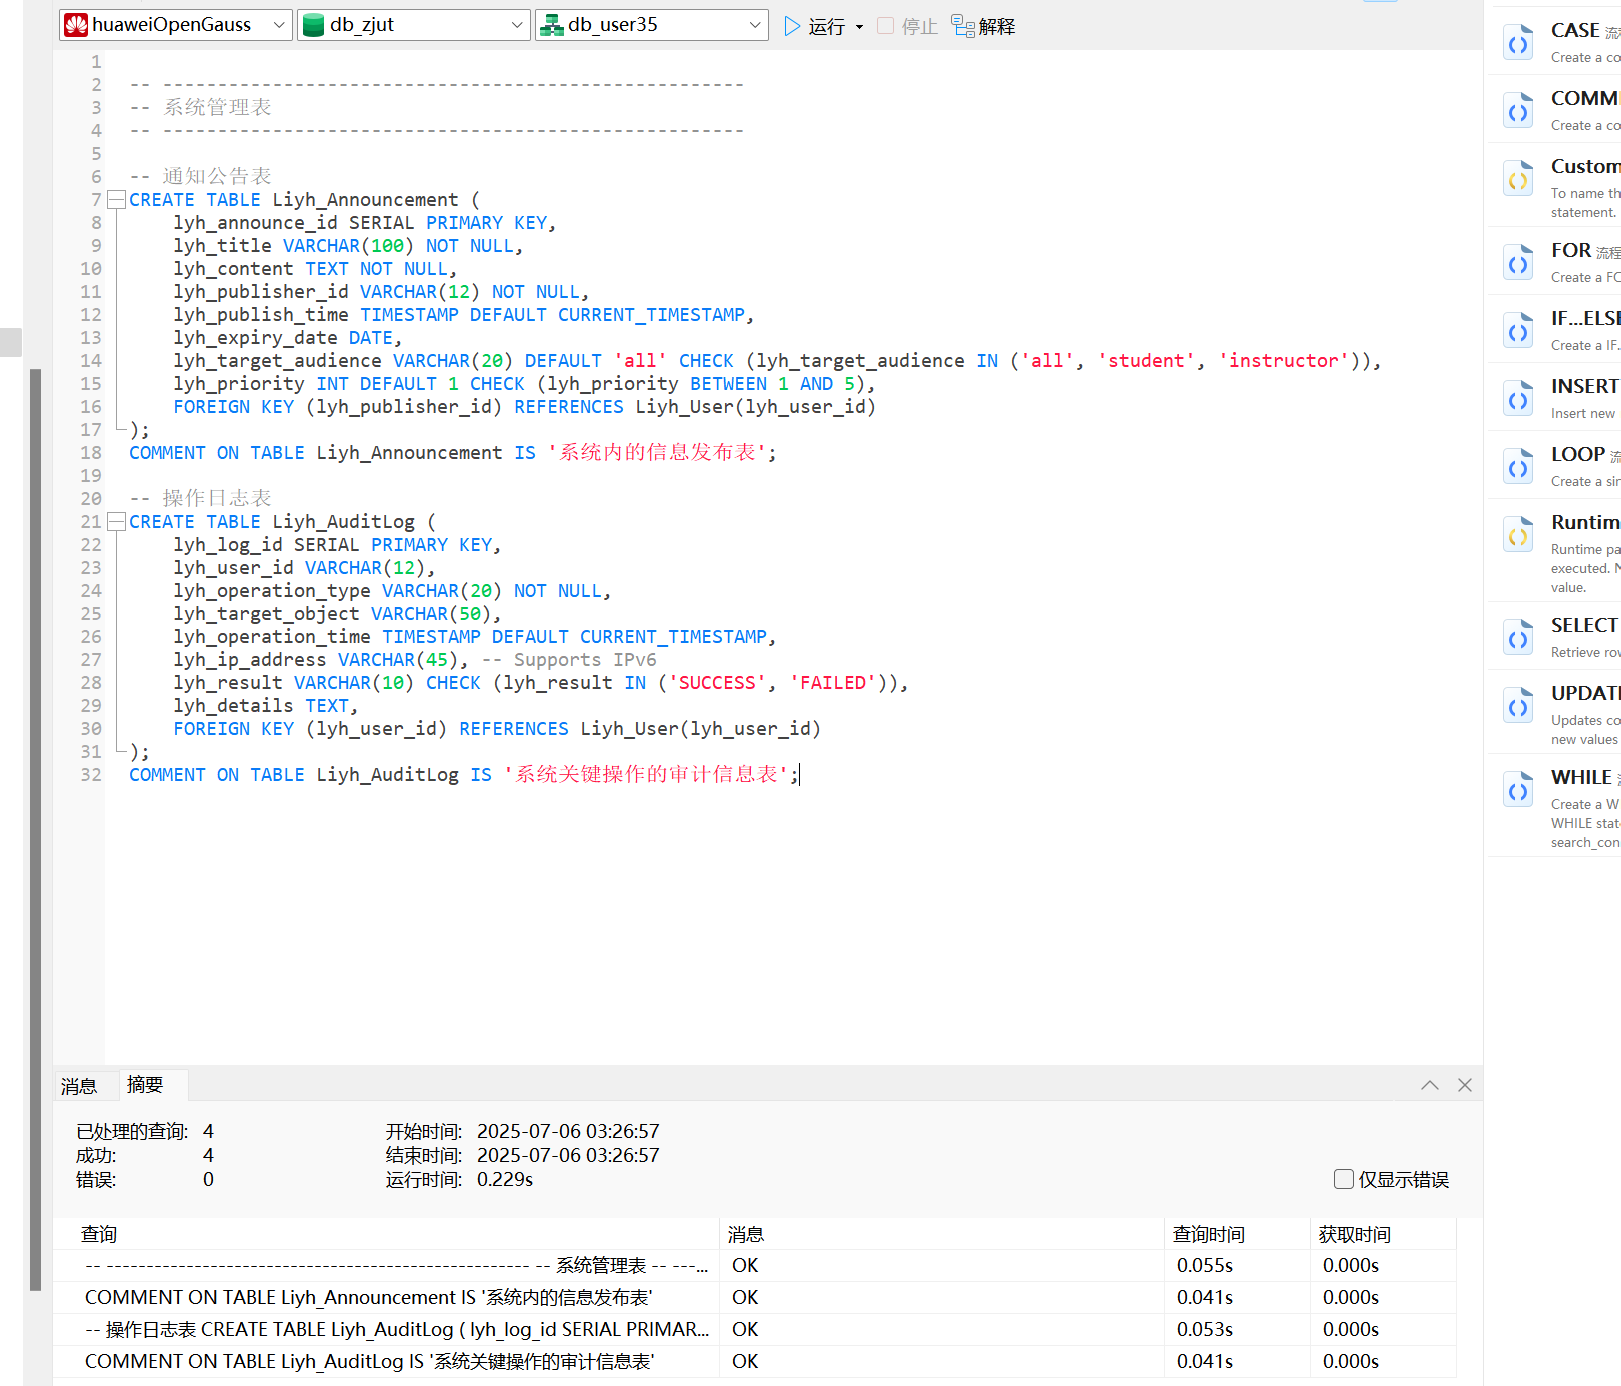 huaweiOpenGauss db_zjut db_user35 运行 停止 解释
1
2 -- -----------------------------------------------------
3 -- 系统管理表
4 -- -----------------------------------------------------
5
6 -- 通知公告表
7 CREATE TABLE Liyh_Announcement (
8 lyh_announce_id SERIAL PRIMARY KEY,
9 lyh_title VARCHAR(100) NOT NULL,
10 lyh_content TEXT NOT NULL,
11 lyh_publisher_id VARCHAR(12) NOT NULL,
12 lyh_publish_time TIMESTAMP DEFAULT CURRENT_TIMESTAMP,
13 lyh_expiry_date DATE,
14 lyh_target_audience VARCHAR(20) DEFAULT 'all' CHECK (lyh_target_audience IN ('all', 'student', 'instructor')),
15 lyh_priority INT DEFAULT 1 CHECK (lyh_priority BETWEEN 1 AND 5),
16 FOREIGN KEY (lyh_publisher_id) REFERENCES Liyh_User(lyh_user_id)
17 );
18 COMMENT ON TABLE Liyh_Announcement IS '系统内的信息发布表';
19
20 -- 操作日志表
21 CREATE TABLE Liyh_AuditLog (
22 lyh_log_id SERIAL PRIMARY KEY,
23 lyh_user_id VARCHAR(12),
24 lyh_operation_type VARCHAR(20) NOT NULL,
25 lyh_target_object VARCHAR(50),
26 lyh_operation_time TIMESTAMP DEFAULT CURRENT_TIMESTAMP,
27 lyh_ip_address VARCHAR(45), -- Supports IPv6
28 lyh_result VARCHAR(10) CHECK (lyh_result IN ('SUCCESS', 'FAILED')),
29 lyh_details TEXT,
30 FOREIGN KEY (lyh_user_id) REFERENCES Liyh_User(lyh_user_id)
31 );
32 COMMENT ON TABLE Liyh_AuditLog IS '系统关键操作的审计信息表';
CASE 流
Create a co
COMM
Create a co
Custom
To name th
statement.
FOR 流程
Create a FO
IF...ELSE
Create a IF.
INSERT
Insert new
LOOP 流
Create a sin
Runtim
Runtime pa
executed. N
value.
SELECT
Retrieve rov
UPDATE
Updates co
new values
WHILE
Create a W
WHILE stat
search_con
消息 摘要
已处理的查询: 4 开始时间: 2025-07-06 03:26:57
成功: 4 结束时间: 2025-07-06 03:26:57
错误: 0 运行时间: 0.229s
仅显示错误
查询 消息 查询时间 获取时间
-- ----------------------------------------------------- -- 系统管理表 -- ---... OK 0.055s 0.000s
COMMENT ON TABLE Liyh_Announcement IS '系统内的信息发布表' OK 0.041s 0.000s
-- 操作日志表 CREATE TABLE Liyh_AuditLog ( lyh_log_id SERIAL PRIMAR... OK 0.053s 0.000s
COMMENT ON TABLE Liyh_AuditLog IS '系统关键操作的审计信息表' OK 0.041s 0.000s